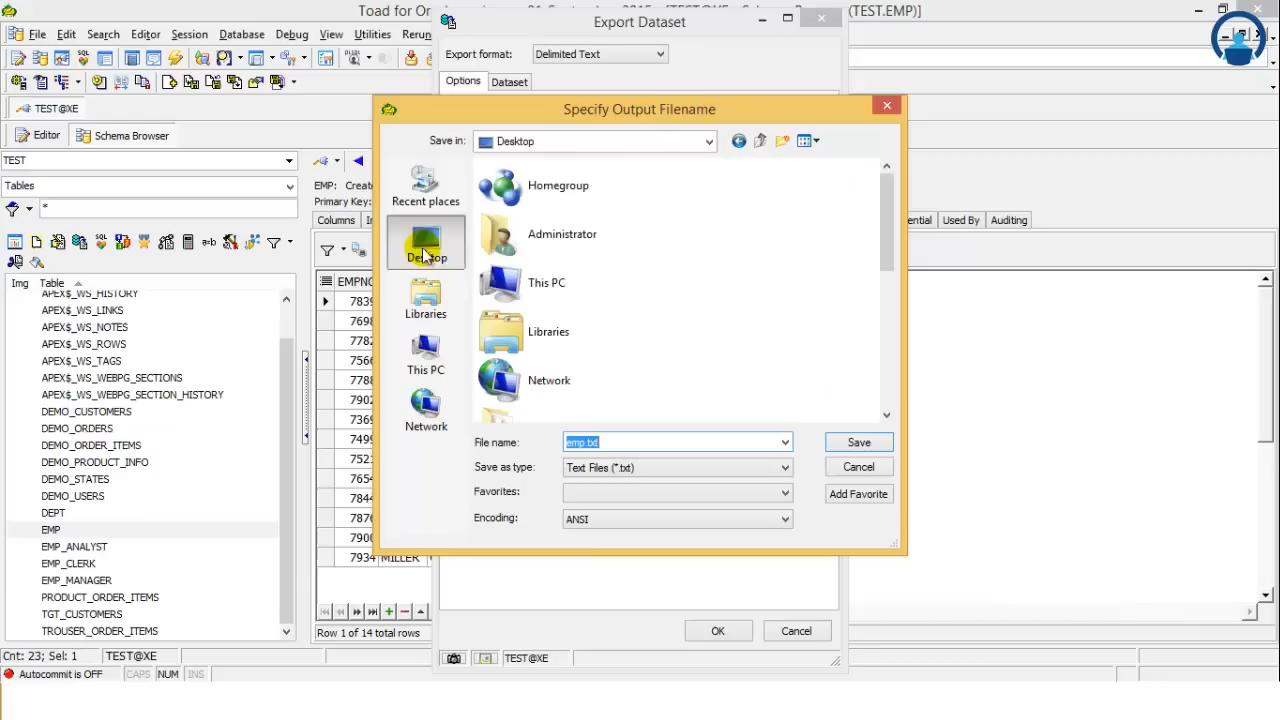 Toad for Or
(TEST.EMP)]
Export Dataset
File Edit Search Editor Session Database Debug View Utilities Rerun
Export format: Delimited Text
Options Dataset
TEST@XE
Specify Output Filename
Editor Schema Browser
Save in: Desktop
TEST
Tables
EMP: Create
Primary Key:
*
Columns
Used By Auditing
Recent places
Desktop
Libraries
This PC
Network
Homegroup
Administrator
This PC
Libraries
Network
Img Table
APEX$_WS_HISTORY
APEX$_WS_LINKS
APEX$_WS_NOTES
APEX$_WS_ROWS
APEX$_WS_TAGS
APEX$_WS_WEBPG_SECTIONS
APEX$_WS_WEBPG_SECTION_HISTORY
DEMO_CUSTOMERS
DEMO_ORDERS
DEMO_ORDER_ITEMS
DEMO_PRODUCT_INFO
DEMO_STATES
DEMO_USERS
DEPT
EMP
EMP_ANALYST
EMP_CLERK
EMP_MANAGER
PRODUCT_ORDER_ITEMS
TGT_CUSTOMERS
TROUSER_ORDER_ITEMS
EMPNO
7839
7698
7782
7566
7788
7902
7369
7499
7521
7654
7844
7876
7900
7934 MILLER
File name: emp.txt Save
Save as type: Text Files (*.txt) Cancel
Favorites: Add Favorite
Encoding: ANSI
Row 1 of 14 total rows
OK Cancel
Cnt: 23; Sel: 1 TEST@XE
TEST@XE
Autocommit is OFF CAPS NUM INS